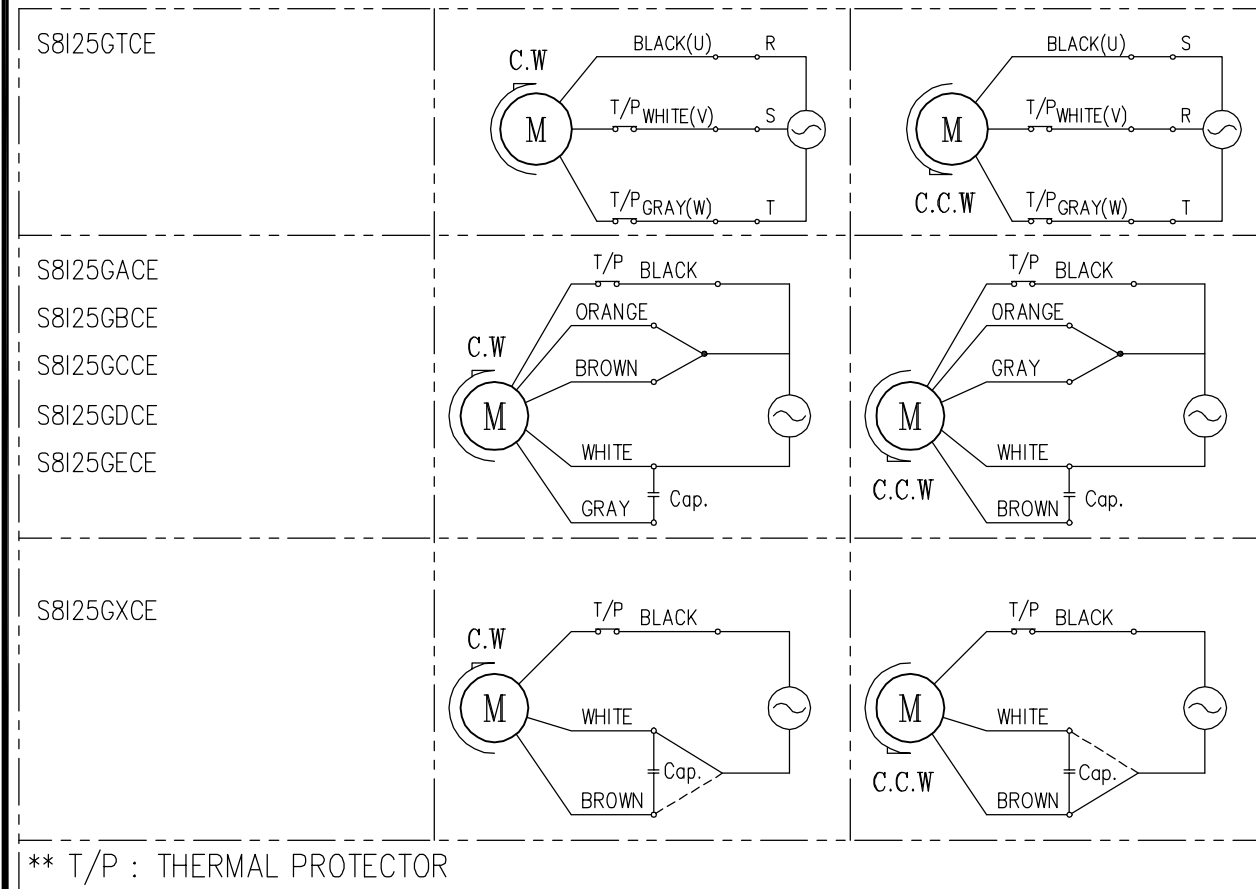 S8I25GTCE
C.W
BLACK(U) R
T/P WHITE(V) S
M
T/P GRAY(W) T
BLACK(U) S
T/P WHITE(V) R
M
C.C.W
T/P GRAY(W) T
S8I25GACE
S8I25GBCE
S8I25GCCE
S8I25GDCE
S8I25GECE
T/P BLACK
ORANGE
C.W
BROWN
M
WHITE
Cap.
GRAY
T/P BLACK
ORANGE
GRAY
M
WHITE
C.C.W
Cap.
BROWN
S8I25GXCE
T/P BLACK
C.W
M
WHITE
Cap.
BROWN
T/P BLACK
M
WHITE
C.C.W
Cap.
BROWN
** T/P : THERMAL PROTECTOR